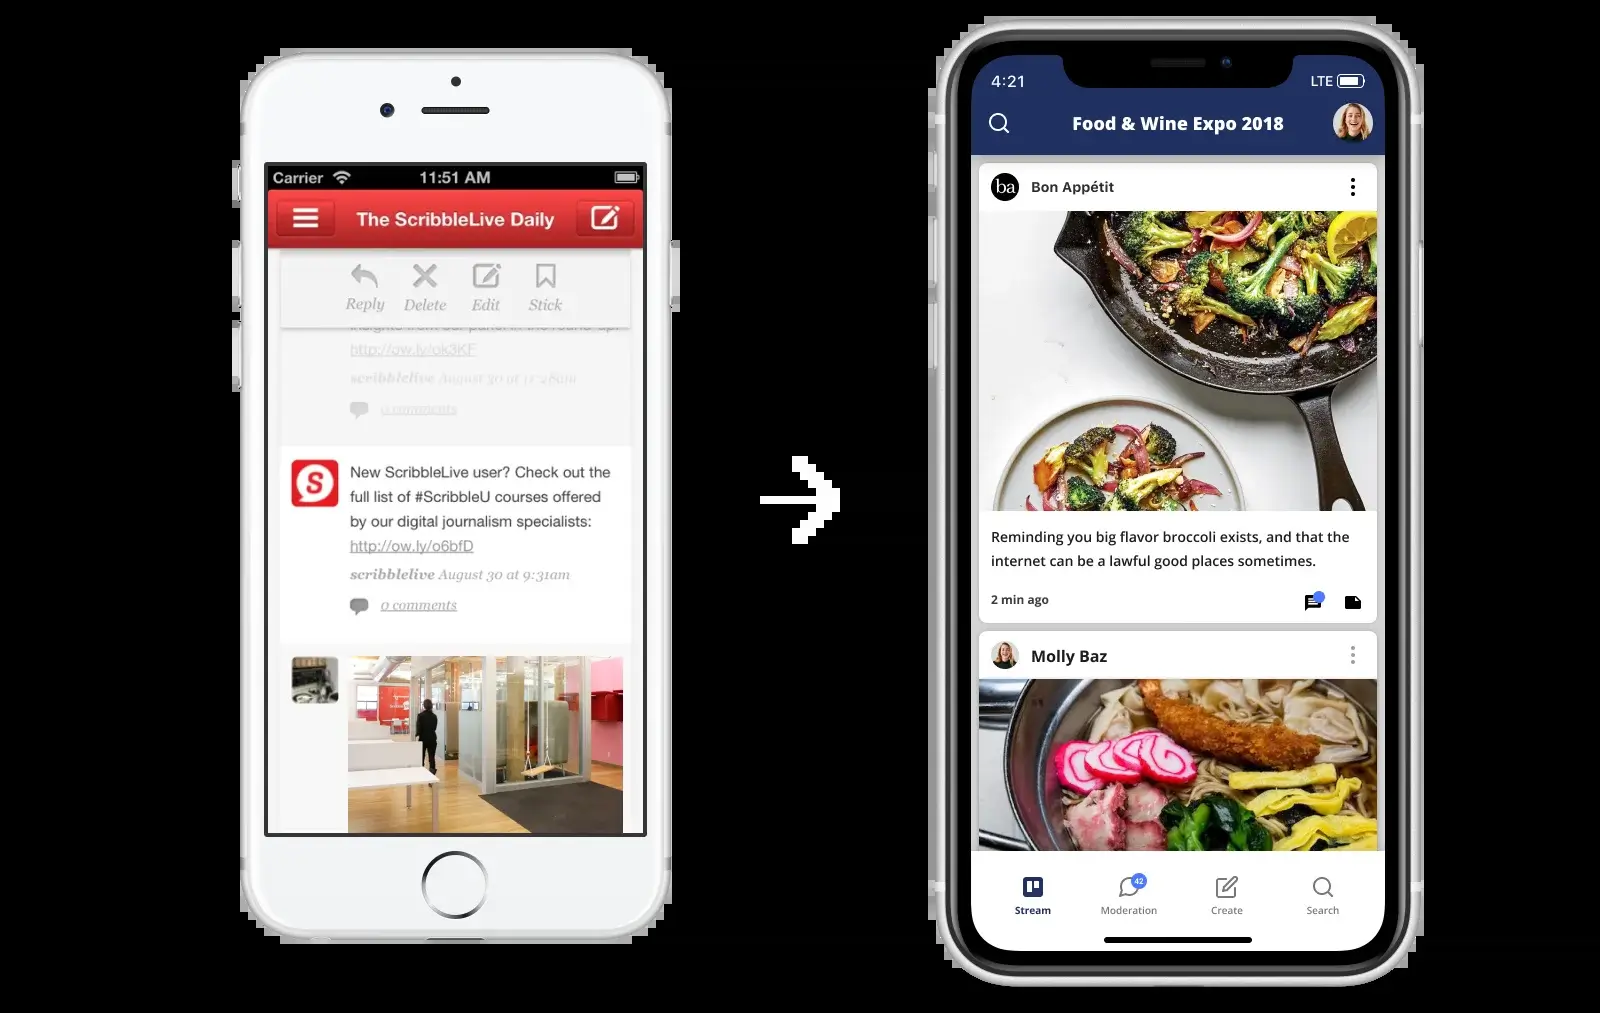 Carrier
11:51 AM
The ScribbleLive Daily
Reply Delete Edit Stick
http://ow.ly/ok3KF
scribblelive August 30 at 11:28am
0 comments
S
New ScribbleLive user? Check out the
full list of #ScribbleU courses offered
by our digital journalism specialists:
http://ow.ly/o6bfD
scribblelive August 30 at 9:31am
0 comments
4:21
LTE
Food & Wine Expo 2018
ba
Bon Appétit
Reminding you big flavor broccoli exists, and that the
internet can be a lawful good places sometimes.
2 min ago
Molly Baz
42
Stream Moderation Create Search